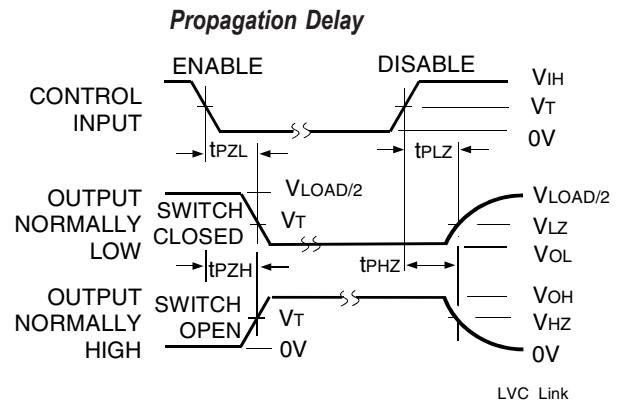 Propagation Delay
ENABLE
DISABLE
CONTROL
INPUT
VIH
VT
0V
tPZL
tPLZ
OUTPUT
NORMALLY
LOW
SWITCH
CLOSED
VLOAD/2
VT
VLOAD/2
VLZ
VOL
tPZH
tPHZ
OUTPUT
NORMALLY
HIGH
SWITCH
OPEN
VT
0V
VOH
VHZ
0V
LVC Link